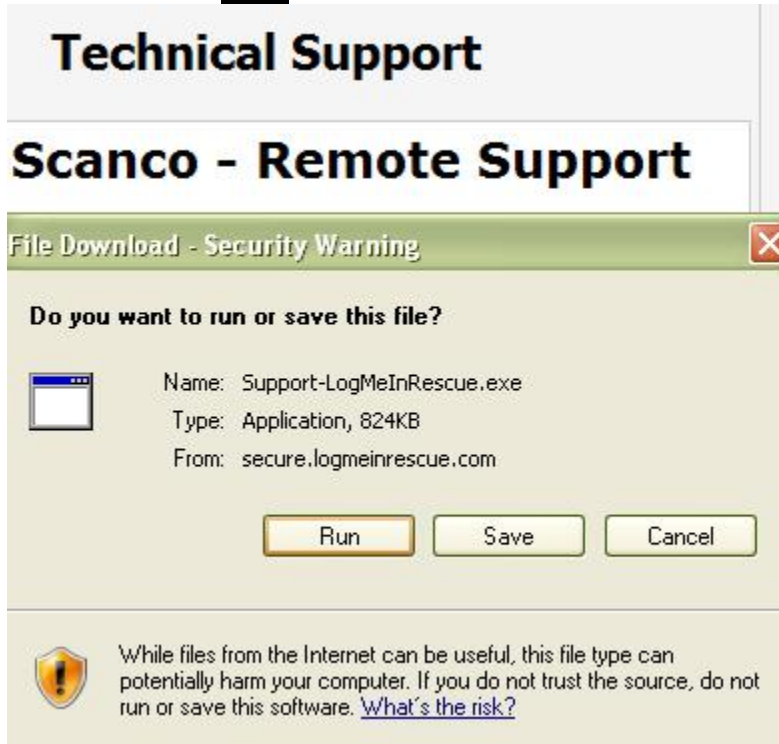 Technical Support
Scanco - Remote Support
File Download - Security Warning
Do you want to run or save this file?
Name: Support-LogMeInRescue.exe
Type: Application, 824KB
From: secure.logmeinrescue.com
Run Save Cancel
While files from the Internet can be useful, this file type can
potentially harm your computer. If you do not trust the source, do not
run or save this software. What's the risk?